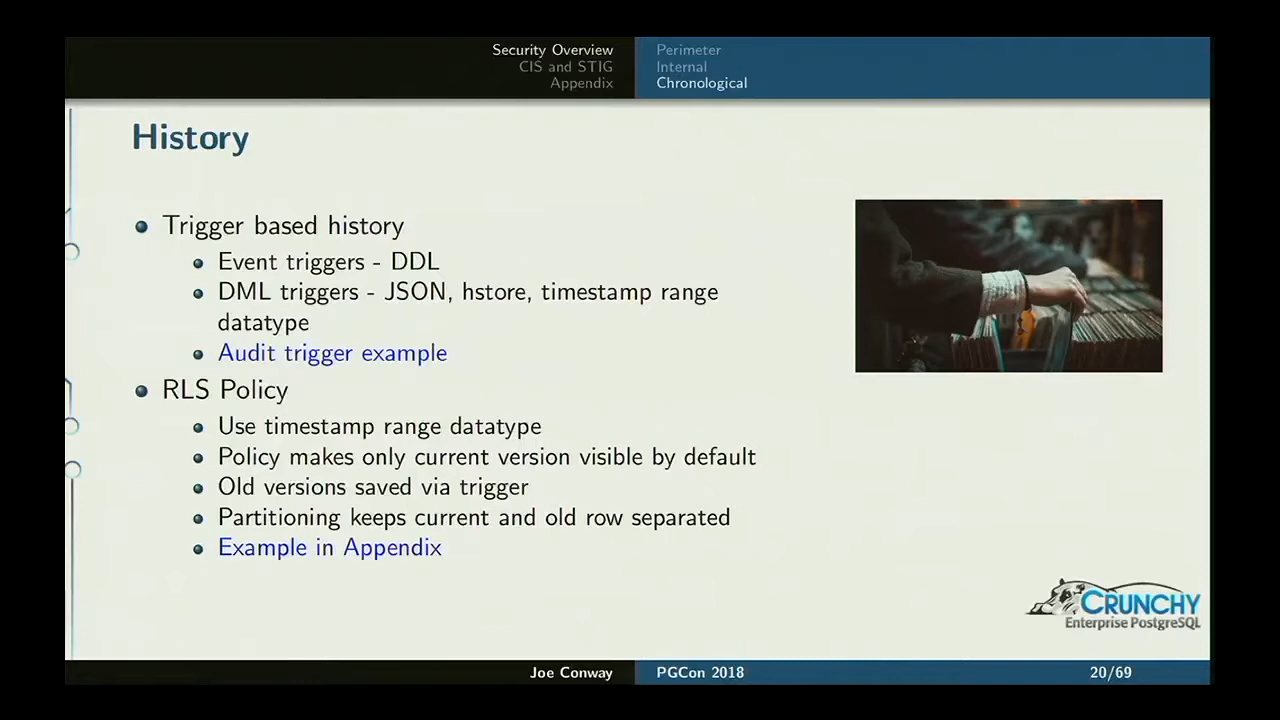 Security Overview
CIS and STIG
Appendix
Perimeter
Internal
Chronological
History
Trigger based history
Event triggers - DDL
DML triggers - JSON, hstore, timestamp range
datatype
Audit trigger example
RLS Policy
Use timestamp range datatype
Policy makes only current version visible by default
Old versions saved via trigger
Partitioning keeps current and old row separated
Example in Appendix
CRUNCHY
Enterprise PostgreSQL
Joe Conway
PGCon 2018
20/69